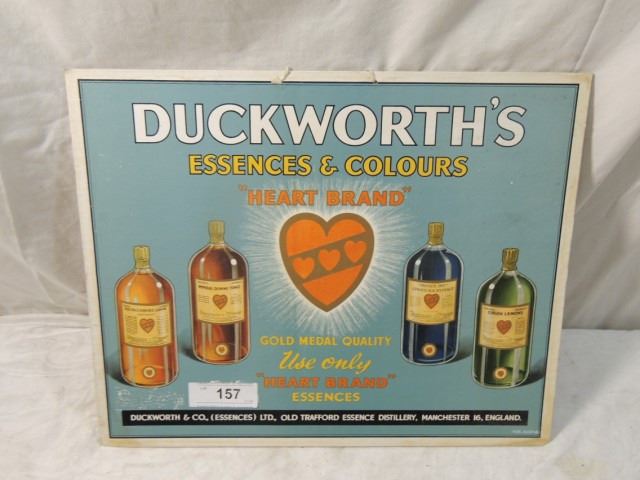 DUCKWORTH'S
ESSENCES & COLOURS
"HEART BRAND"
GOLD MEDAL QUALITY
Use only
"HEART BRAND"
ESSENCES
157
DUCKWORTH & CO., (ESSENCES) LTD., OLD TRAFFORD ESSENCE DISTILLERY, MANCHESTER 16, ENGLAND.